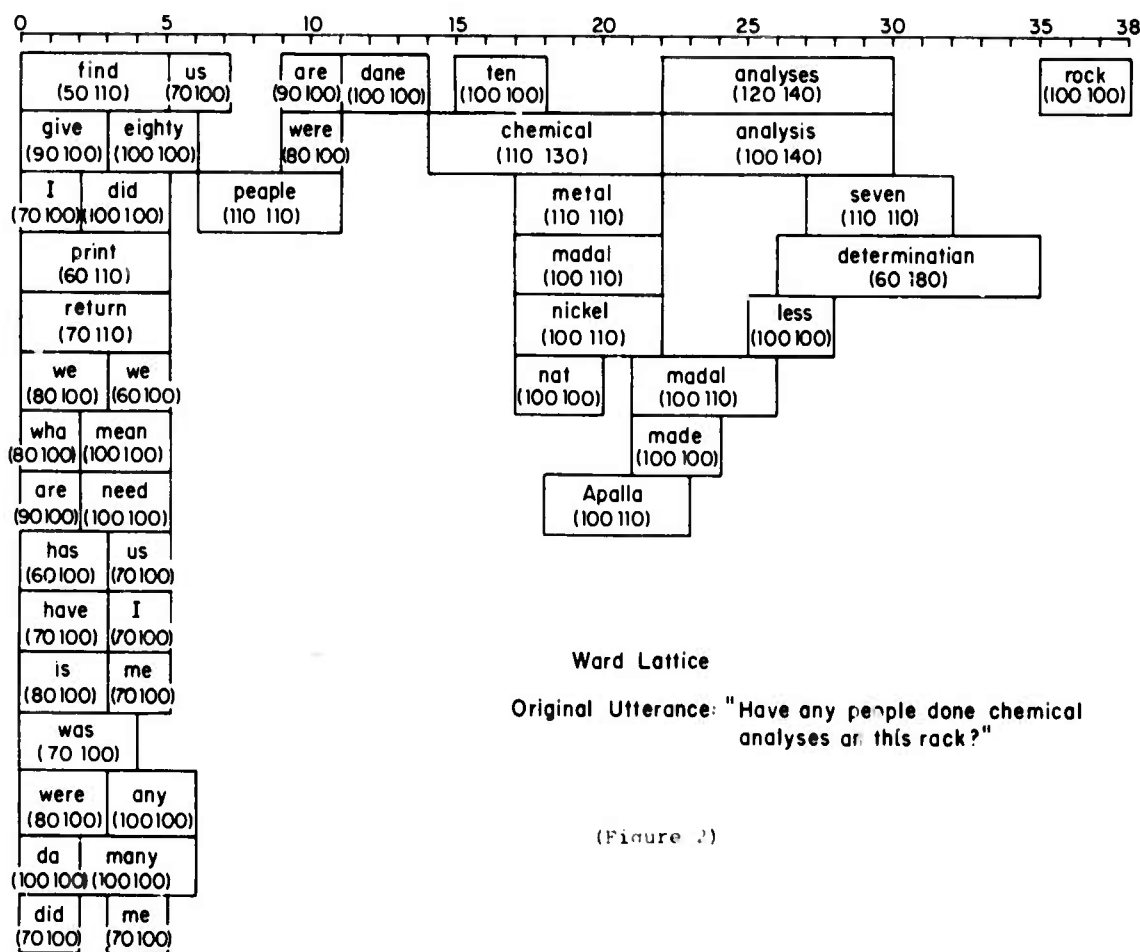 0 5 10 15 20 25 30 35 38
find us are dane ten analyses rock
(50 110) (70 100) (90 100) (100 100) (100 100) (120 140) (100 100)
give eighty were chemical analysis
(90 100) (100 100) (80 100) (110 130) (100 140)
I did peaple metal seven
(70 100) (100 100) (110 110) (110 110) (110 110)
print madal determinatian
(60 110) (100 110) (60 180)
return nickel less
(70 110) (100 110) (100 100)
we we nat madal
(80 100) (60 100) (100 100) (100 110)
wha mean made
(80 100) (100 100) (100 100)
are need Apalla
(90 100) (100 100) (100 110)
has us
(60 100) (70 100)
have I
(70 100) (70 100)
is me
(80 100) (70 100)
was
(70 100)
were any
(80 100) (100 100)
da many
(100 100) (100 100)
did me
(70 100) (70 100)
Ward Lattice
Original Utterance: "Have any people done chemical
analyses an this rack?"
(Figure 2)